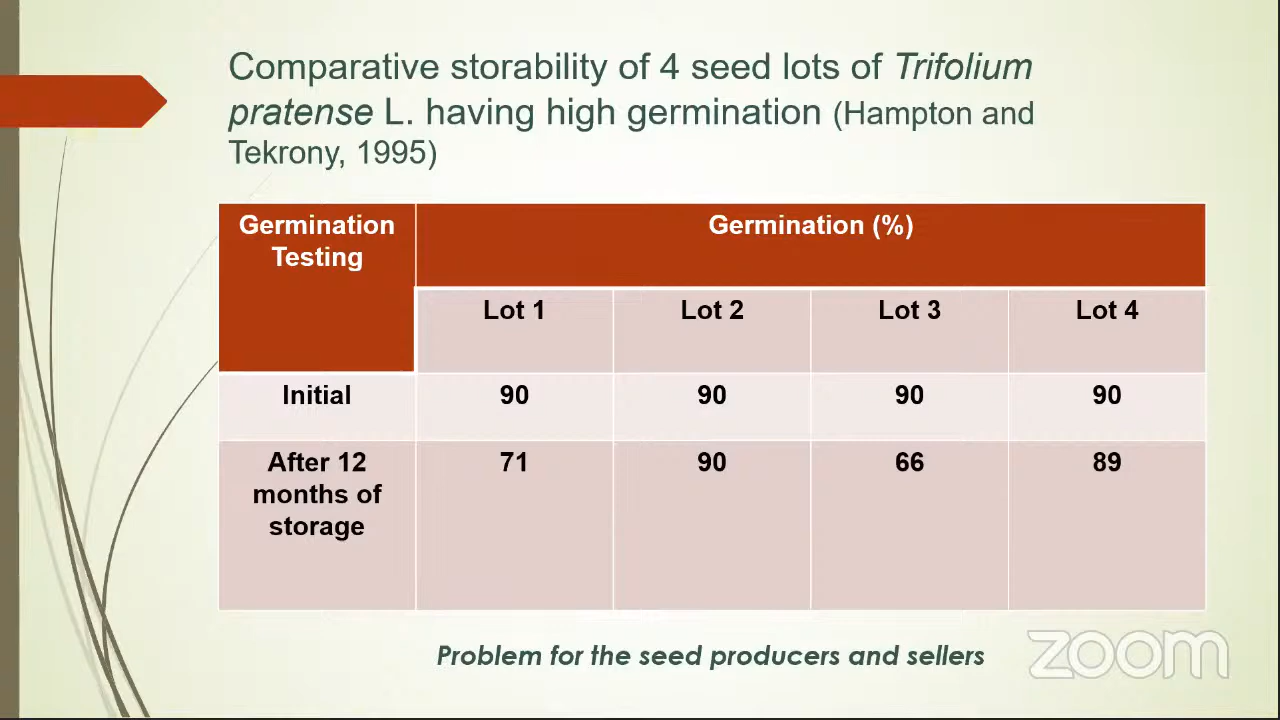 Comparative storability of 4 seed lots of Trifolium
pratense L. having high germination (Hampton and
Tekrony, 1995)
Germination
Testing
Germination (%)
Lot 1
Lot 2
Lot 3
Lot 4
Initial
90
90
90
90
After 12
months of
storage
71
90
66
89
Problem for the seed producers and sellers
zoom